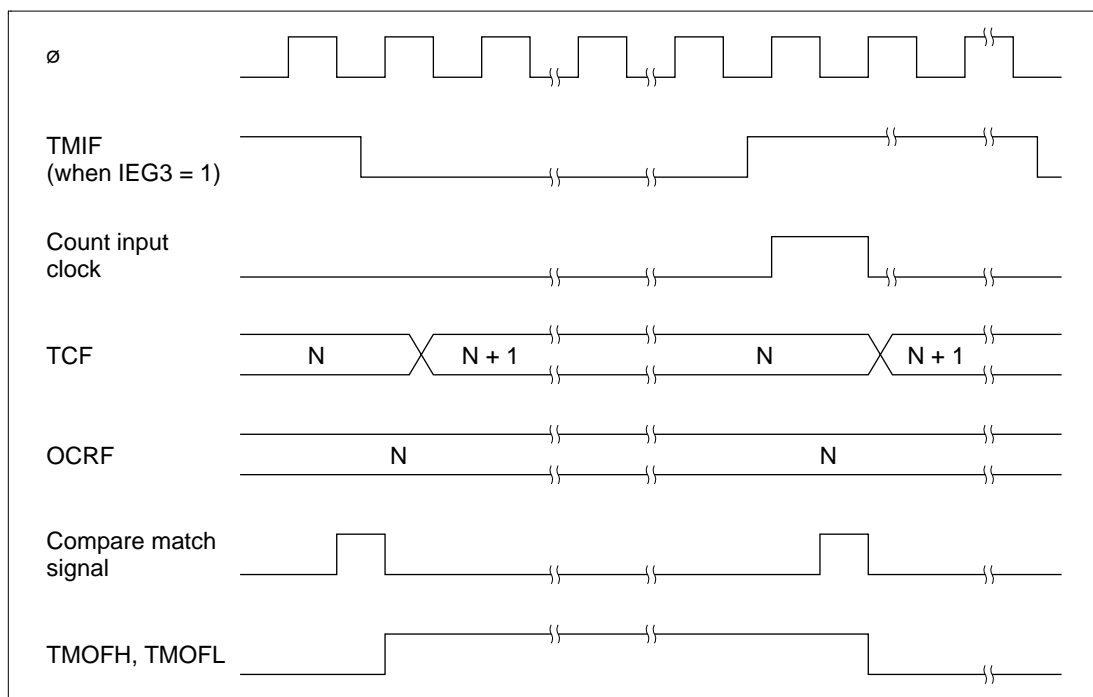 ø
TMIF
(when IEG3 = 1)
Count input
clock
TCF
N
N + 1
N
N + 1
OCRF
N
N
Compare match
signal
TMOFH, TMOFL